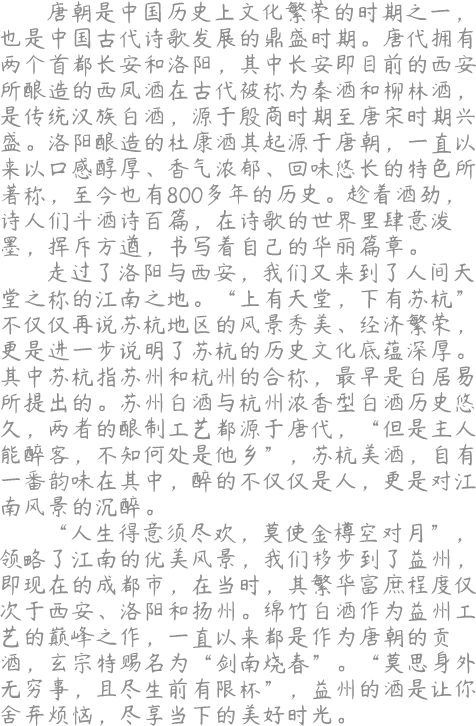 唐朝是中国历史上文化繁荣的时期之一，
也是中国古代诗歌发展的鼎盛时期。唐代拥有
两个首都长安和洛阳，其中长安即目前的西安
所酿造的西凤酒在古代被称为秦酒和柳林酒，
是传统汉族白酒，源于殷商时期至唐宋时期兴
盛。洛阳酿造的杜康酒其起源于唐朝，一直以
来以口感醇厚、香气浓郁、回味悠长的特色所
著称，至今也有800多年的历史。趁着酒劲，
诗人们斗酒诗百篇，在诗歌的世界里肆意泼
墨，挥斥方遒，书写着自己的华丽篇章。
走过了洛阳与西安，我们又来到了人间天
堂之称的江南之地。“上有天堂，下有苏杭”
不仅仅再说苏杭地区的风景秀美、经济繁荣，
更是进一步说明了苏杭的历史文化底蕴深厚。
其中苏杭指苏州和杭州的合称，最早是白居易
所提出的。苏州白酒与杭州浓香型白酒历史悠
久，两者的酿制工艺都源于唐代，“但是主人
能醉客，不知何处是他乡”，苏杭美酒，自有
一番韵味在其中，醉的不仅仅是人，更是对江
南风景的沉醉。
“人生得意须尽欢，莫使金樽空对月”，
领略了江南的优美风景，我们移步到了益州，
即现在的成都市，在当时，其繁华富庶程度仅
次于西安、洛阳和扬州。绵竹白酒作为益州工
艺的巅峰之作，一直以来都是作为唐朝的贡
酒，玄宗特赐名为“剑南烧春”。“莫思身外
无穷事，且尽生前有限杯”，益州的酒是让你
舍弃烦恼，尽享当下的美好时光。